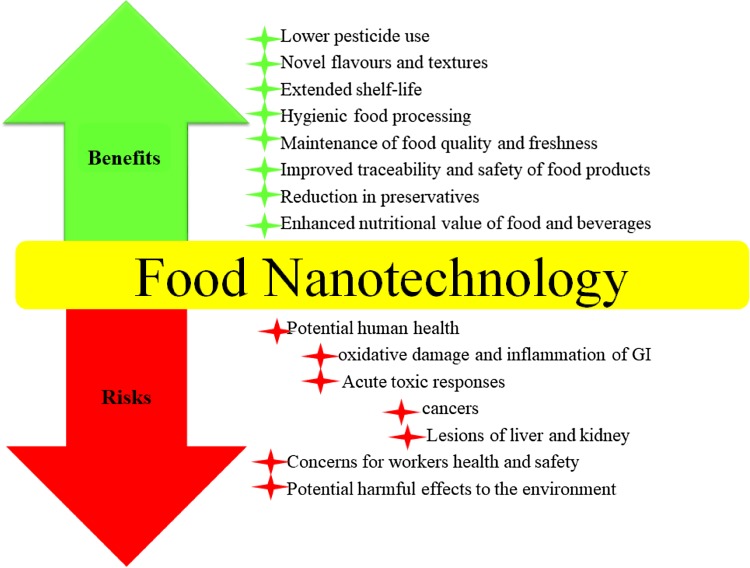 Lower pesticide use
Novel flavours and textures
Extended shelf-life
Hygienic food processing
Maintenance of food quality and freshness
Improved traceability and safety of food products
Reduction in preservatives
Enhanced nutritional value of food and beverages
Benefits
Food Nanotechnology
Potential human health
oxidative damage and inflammation of GI
Acute toxic responses
cancers
Lesions of liver and kidney
Concerns for workers health and safety
Potential harmful effects to the environment
Risks